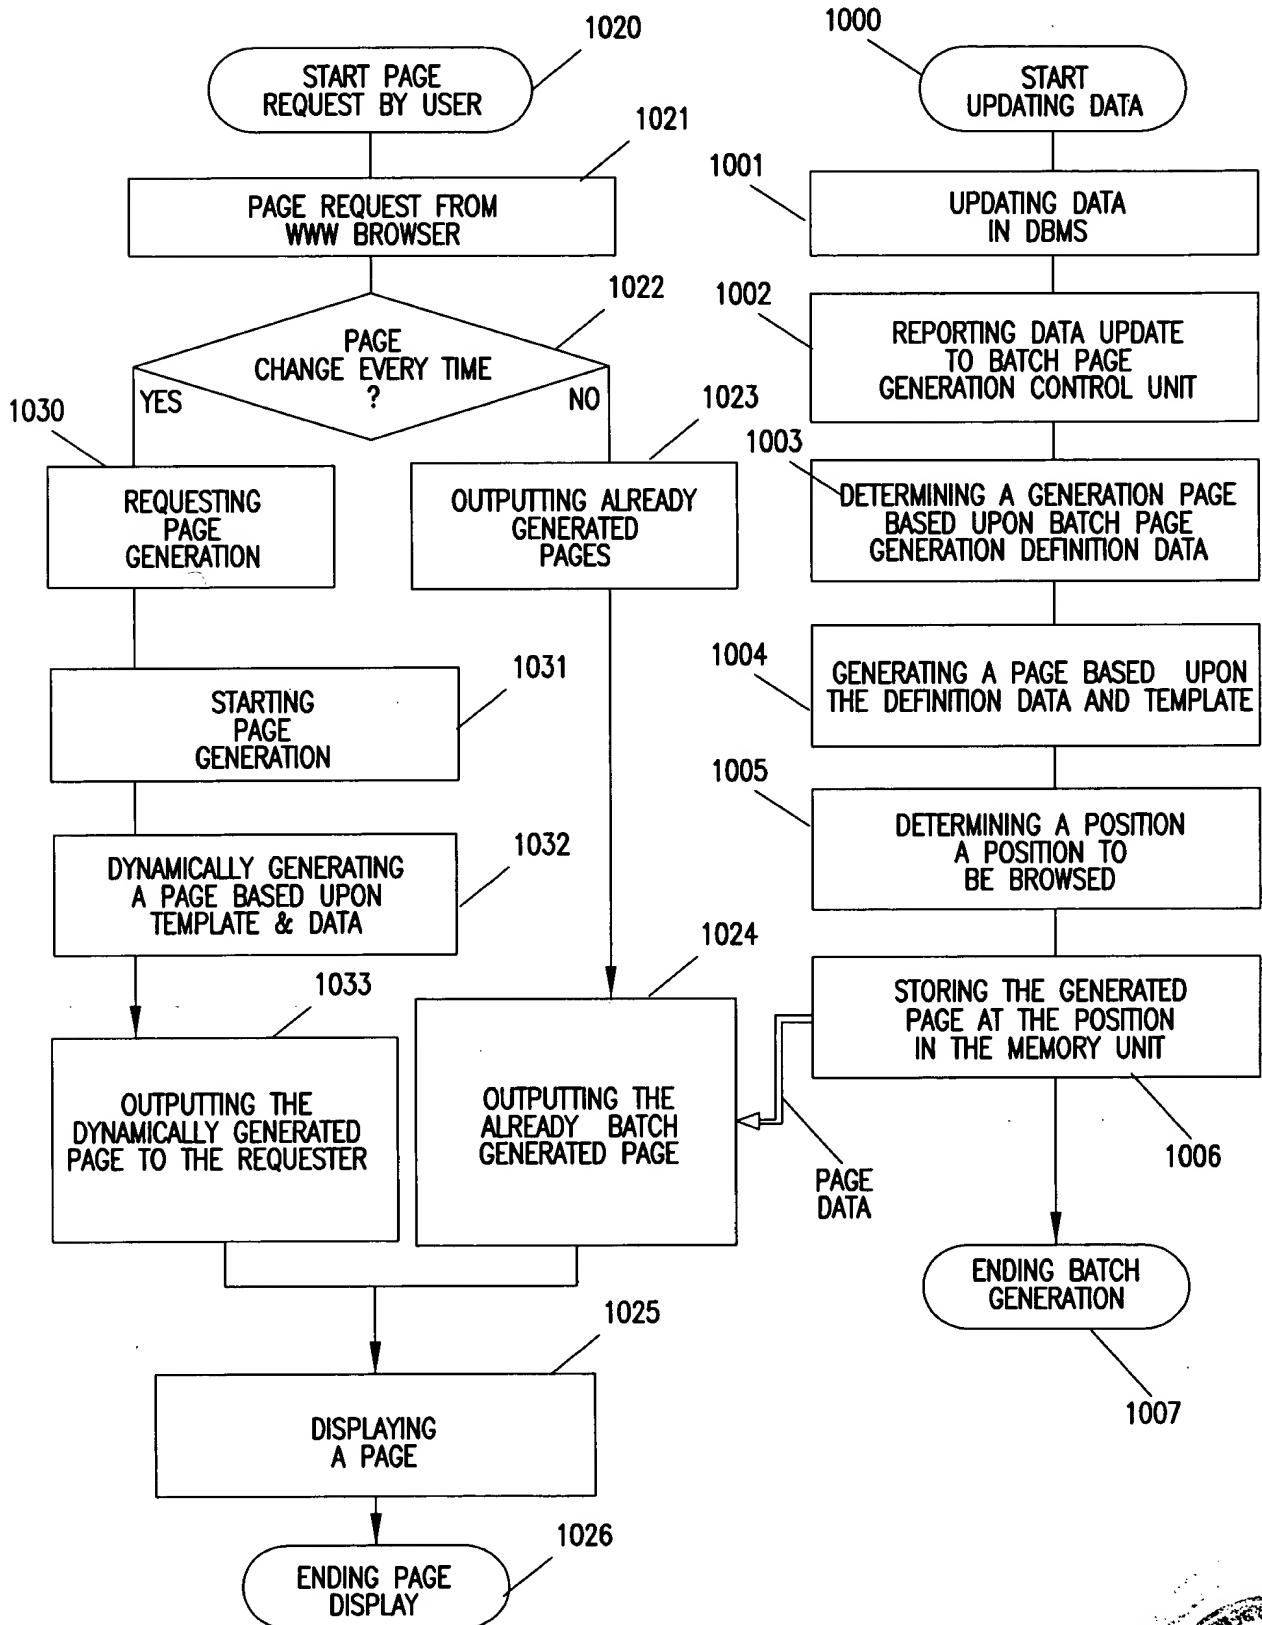 1020
START PAGE
REQUEST BY USER
1021
PAGE REQUEST FROM
WWW BROWSER
1022
PAGE
CHANGE EVERY TIME
?
YES
NO
1030
REQUESTING
PAGE
GENERATION
1023
OUTPUTTING ALREADY
GENERATED
PAGES
1031
STARTING
PAGE
GENERATION
1032
DYNAMICALLY GENERATING
A PAGE BASED UPON
TEMPLATE & DATA
1033
OUTPUTTING THE
DYNAMICALLY GENERATED
PAGE TO THE REQUESTER
1024
OUTPUTTING THE
ALREADY BATCH
GENERATED PAGE
1025
DISPLAYING
A PAGE
1026
ENDING PAGE
DISPLAY
1000
START
UPDATING DATA
1001
UPDATING DATA
IN DBMS
1002
REPORTING DATA UPDATE
TO BATCH PAGE
GENERATION CONTROL UNIT
1003
DETERMINING A GENERATION PAGE
BASED UPON BATCH PAGE
GENERATION DEFINITION DATA
1004
GENERATING A PAGE BASED UPON
THE DEFINITION DATA AND TEMPLATE
1005
DETERMINING A POSITION
A POSITION TO
BE BROWSED
STORING THE GENERATED
PAGE AT THE POSITION
IN THE MEMORY UNIT
1006
PAGE
DATA
ENDING BATCH
GENERATION
1007